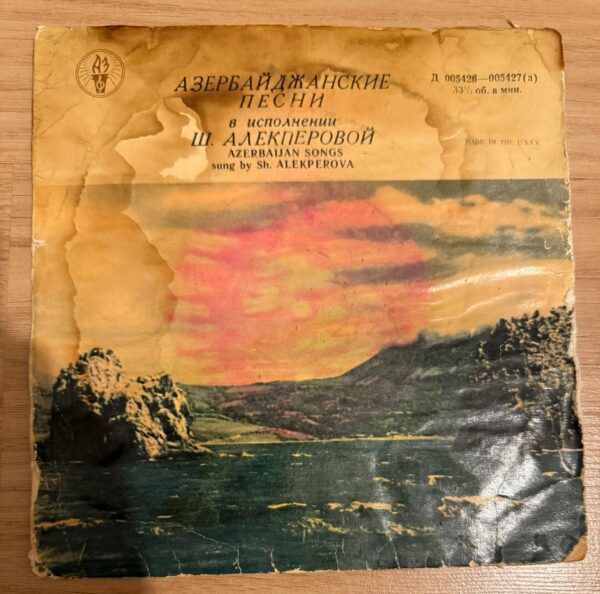 АЗЕРБАЙДЖАНСКИЕ
ПЕСНИ
в исполнении
Ш. АЛЕКПЕРОВОЙ
AZERBAIJAN SONGS
sung by Sh. ALEKPEROVA
Д 005426—005427(а)
33⅓ об. в мин.
MADE IN THE USSR